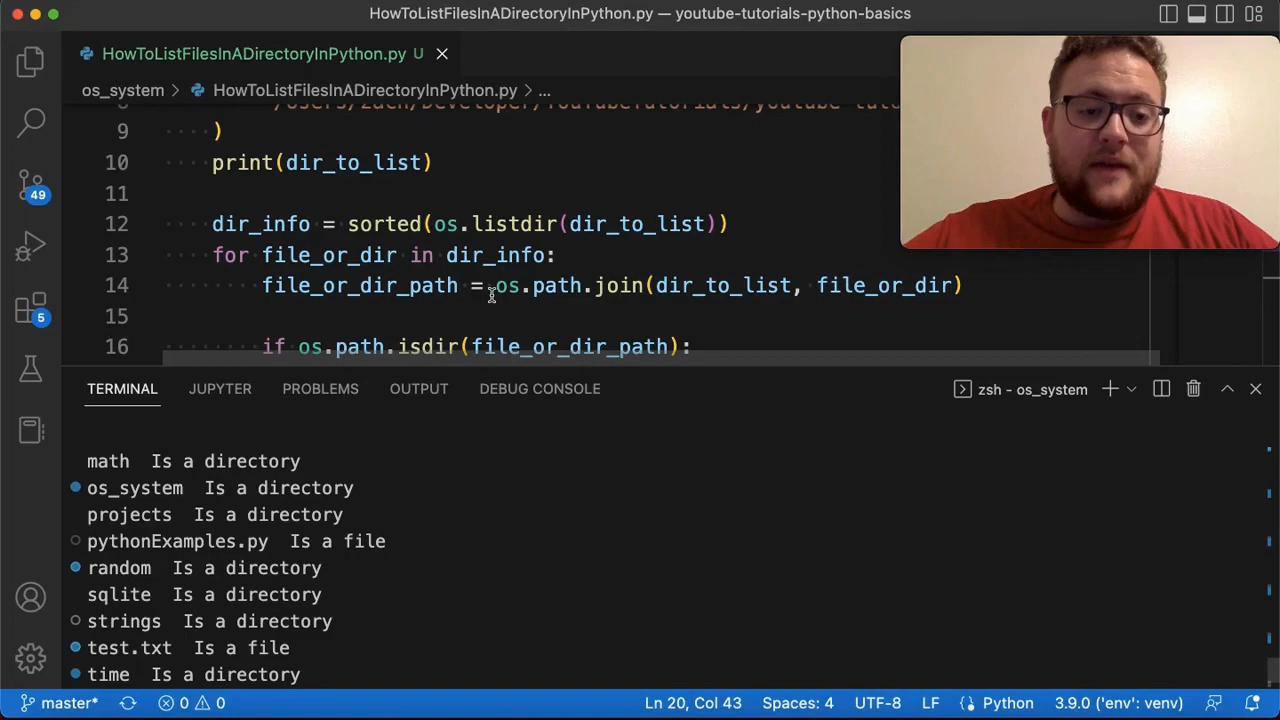 HowToListFilesInADirectoryInPython.py — youtube-tutorials-python-basics
HowToListFilesInADirectoryInPython.py U
os_system > HowToListFilesInADirectoryInPython.py > ...
9 )
10 print(dir_to_list)
11
12 dir_info = sorted(os.listdir(dir_to_list))
13 for file_or_dir in dir_info:
14 file_or_dir_path = os.path.join(dir_to_list, file_or_dir)
15
16 if os.path.isdir(file_or_dir_path):
49
5
TERMINAL JUPYTER PROBLEMS OUTPUT DEBUG CONSOLE zsh - os_system
math Is a directory
os_system Is a directory
projects Is a directory
pythonExamples.py Is a file
random Is a directory
sqlite Is a directory
strings Is a directory
test.txt Is a file
time Is a directory
master* 0 0 Ln 20, Col 43 Spaces: 4 UTF-8 LF Python 3.9.0 ('env': venv)